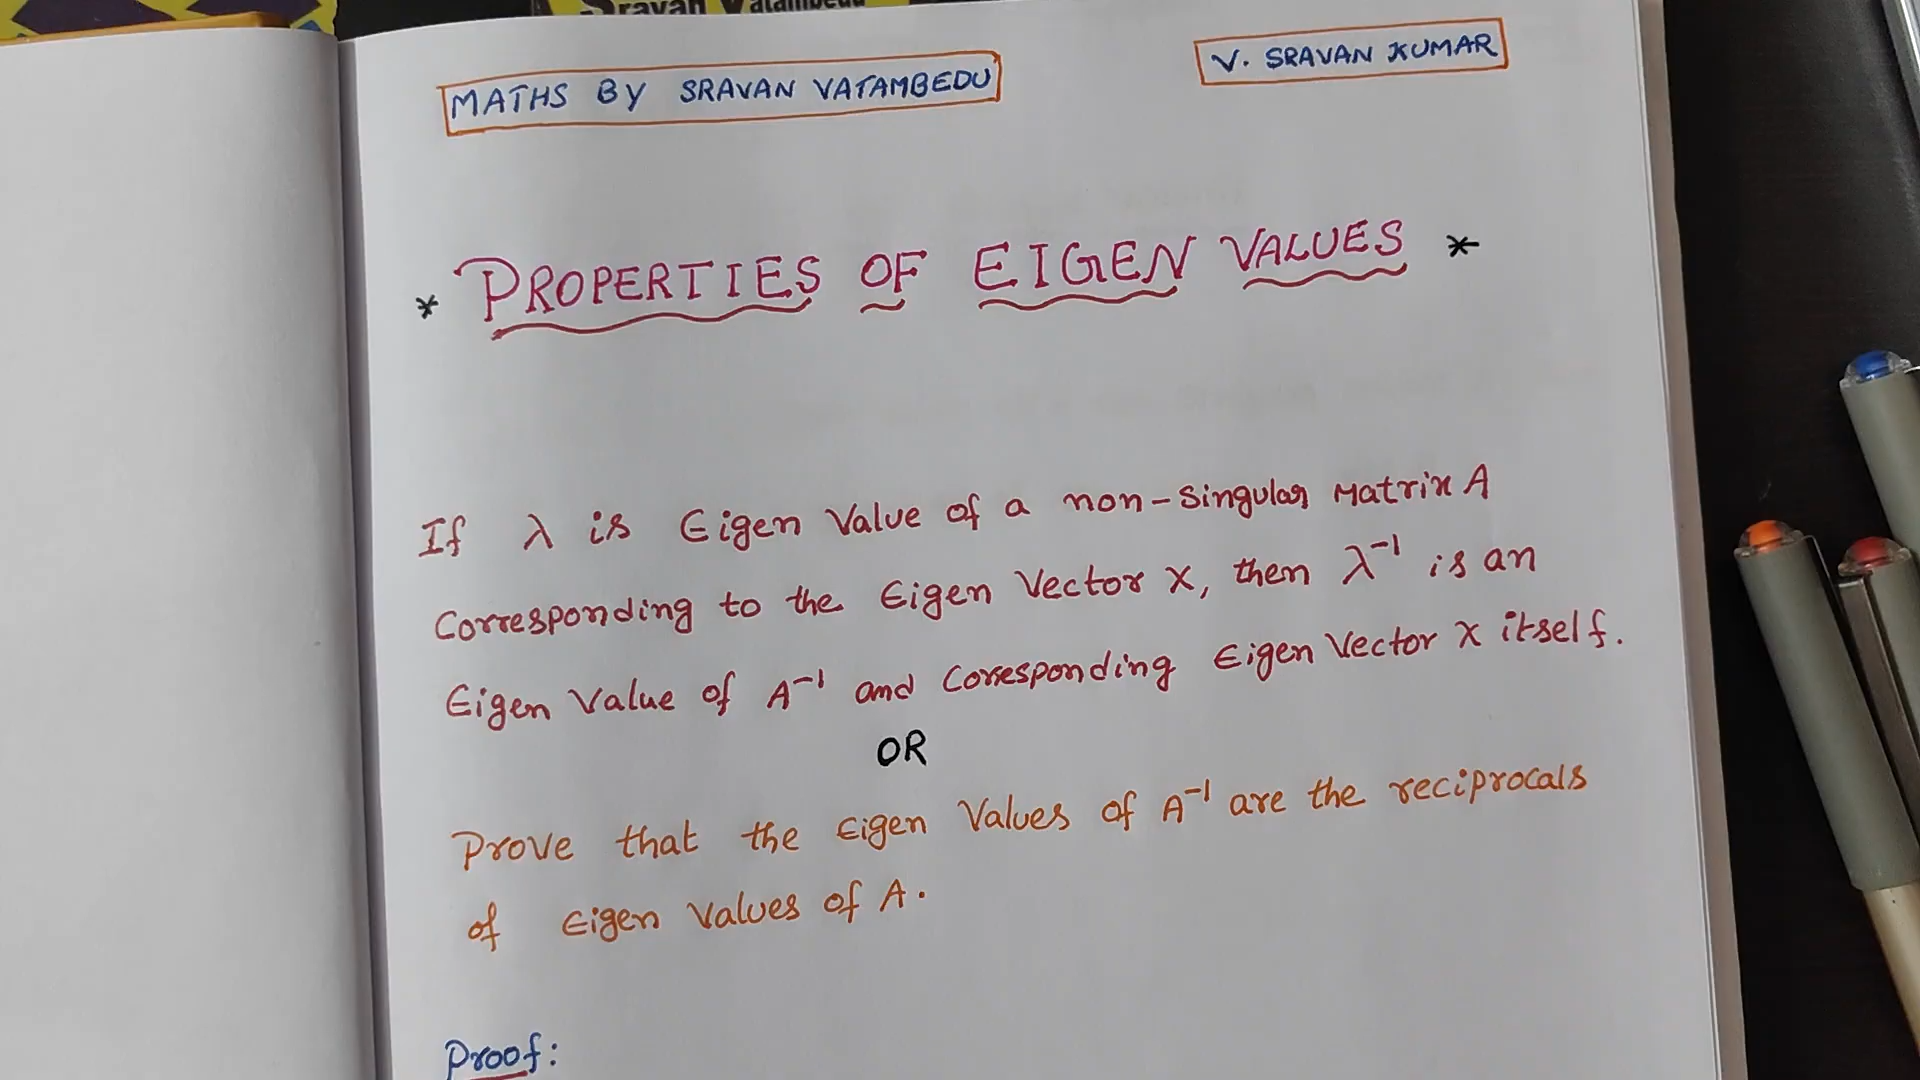 Sravan Vatambedu
MATHS BY SRAVAN VATAMBEDU
V. SRAVAN KUMAR
* PROPERTIES OF EIGEN VALUES *
If λ is Eigen Value of a non-singular Matrix A
Corresponding to the Eigen Vector X, then λ⁻¹ is an
Eigen Value of A⁻¹ and Corresponding Eigen Vector X itself.
OR
Prove that the Eigen Values of A⁻¹ are the reciprocals
of Eigen Values of A.
Proof: